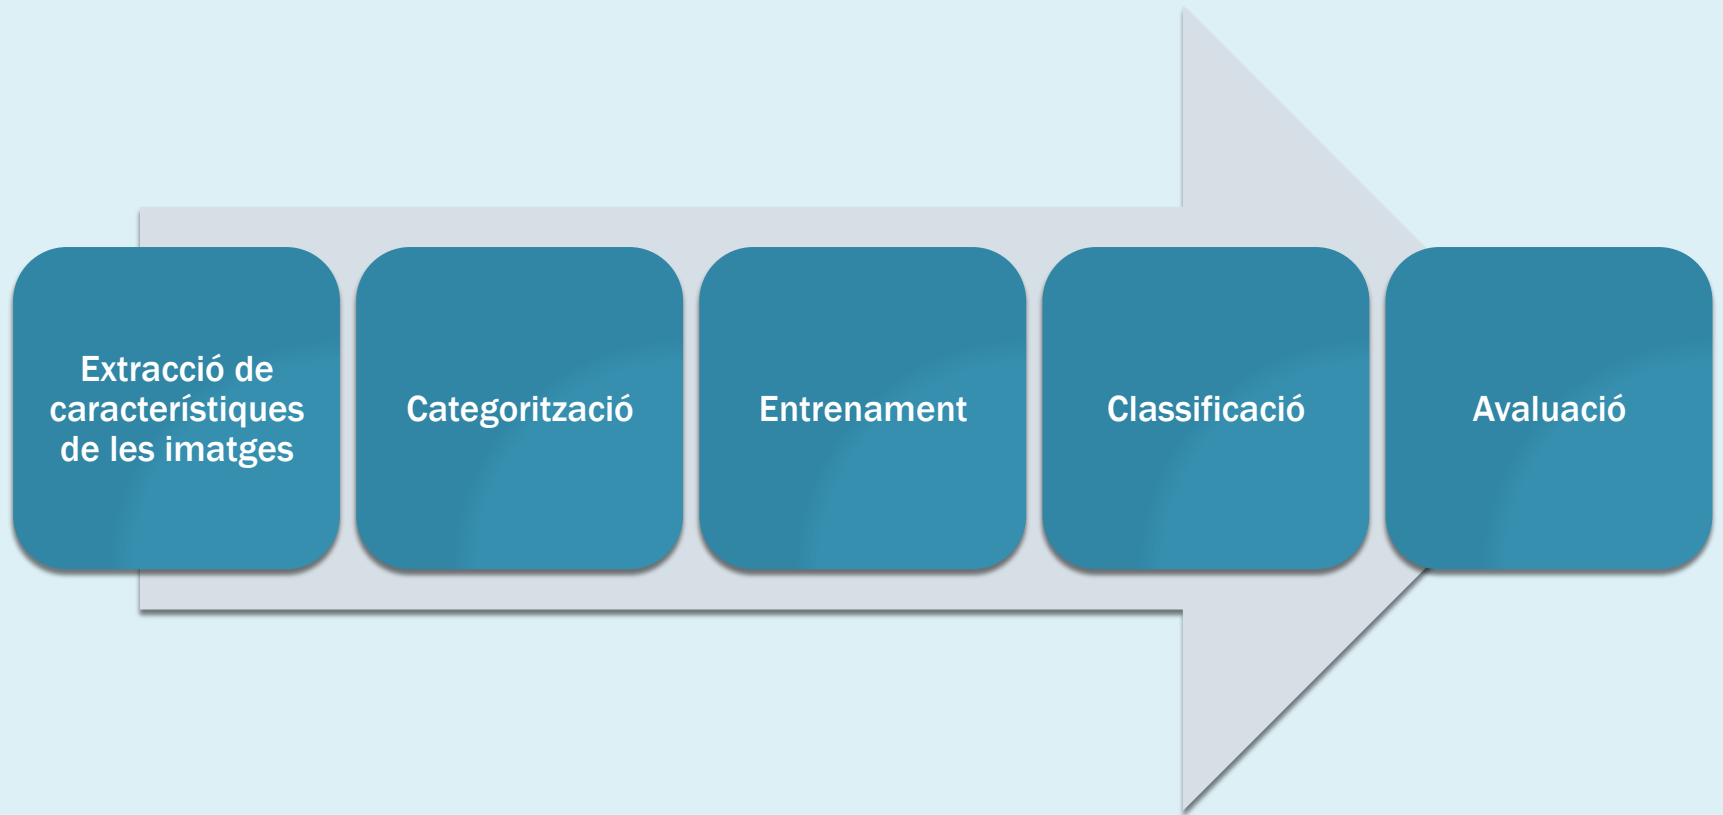 Extracció de
característiques
de les imatges
Categorització
Entrenament
Classificació
Avaluació